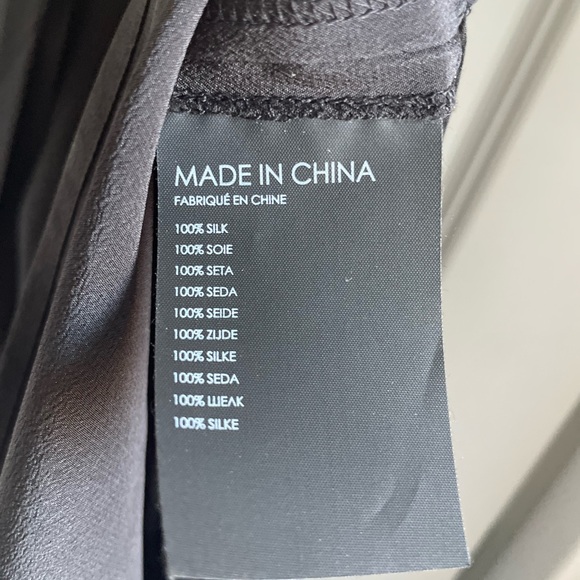 MADE IN CHINA
FABRIQUÉ EN CHINE
100% SILK
100% SOIE
100% SETA
100% SEDA
100% SEIDE
100% ZIJDE
100% SILKE
100% SEDA
100% ШЕЛК
100% SILKE